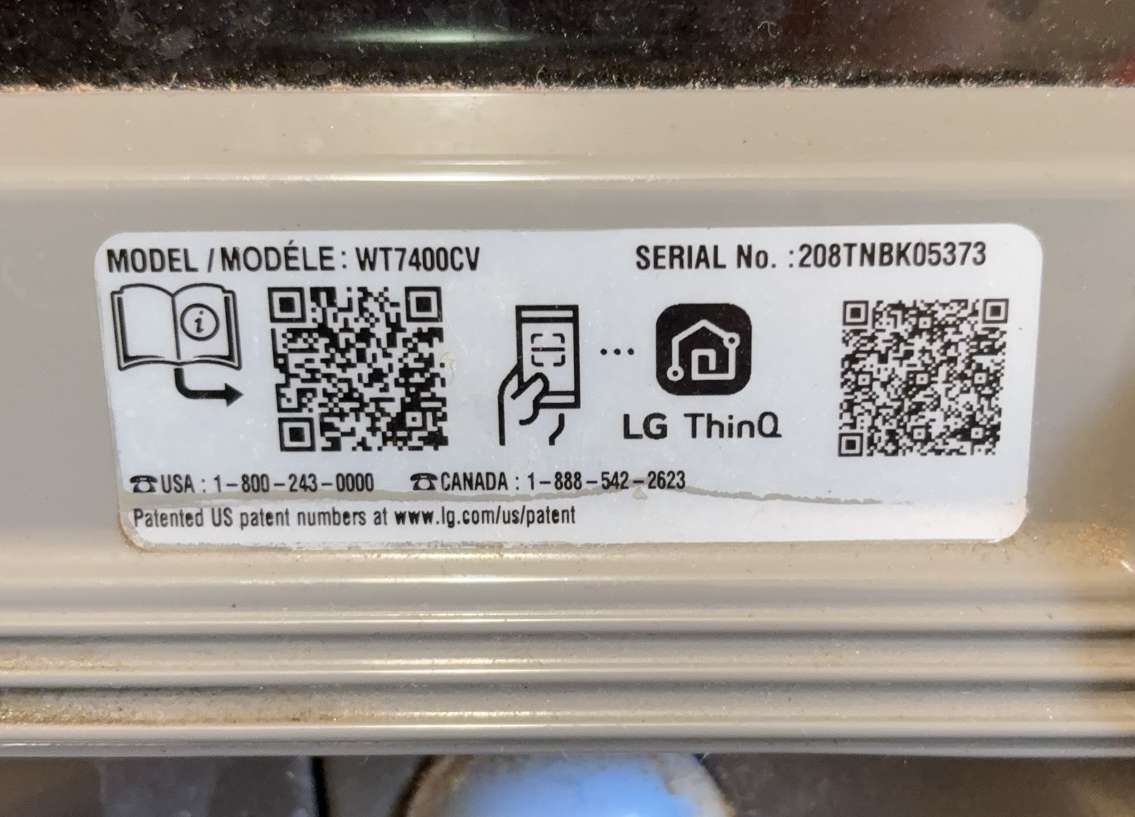 MODEL / MODÉLE : WT7400CV
SERIAL No. : 208TNBK05373
i
LG ThinQ
USA : 1-800-243-0000
CANADA : 1-888-542-2623
Patented US patent numbers at www.lg.com/us/patent